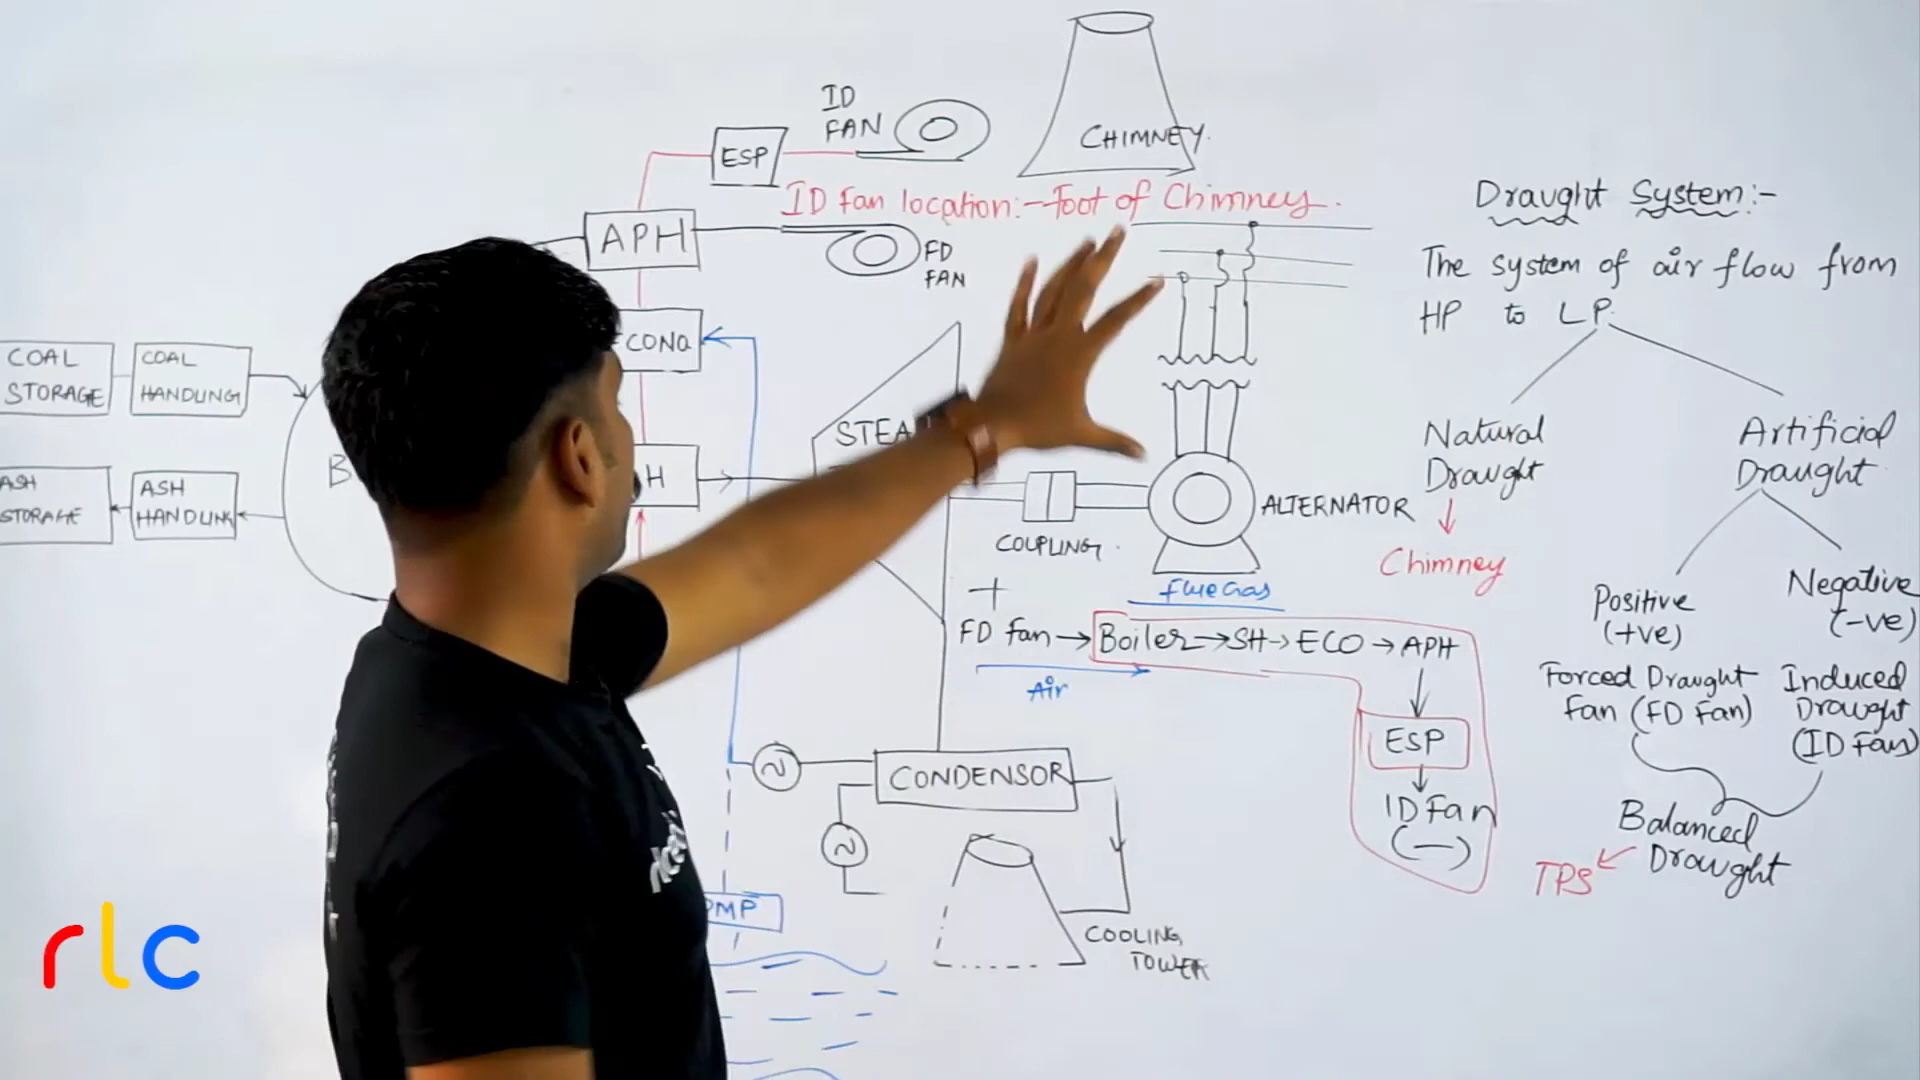 ID
FAN
CHIMNEY.
ESP
ID Fan location:- Foot of Chimney.
APH
FD
FAN
CONO
COAL
STORAGE
COAL
HANDLING
ASH
STORAGE
ASH
HANDLING
B
H
STEA
COUPLING
ALTERNATOR
Flue Gas
+
FD Fan → Boiler → SH → ECO → APH
Air
ESP
ID Fan
(-)
CONDENSOR
COOLING
TOWER
Draught System:-
The system of air flow from
HP to LP.
Natural
Draught
Chimney
Artificial
Draught
Positive
(+ve)
Negative
(-ve)
Forced Draught
Fan (FD Fan)
Induced
Draught
(ID Fan)
Balanced
Draught
TPS
rlc